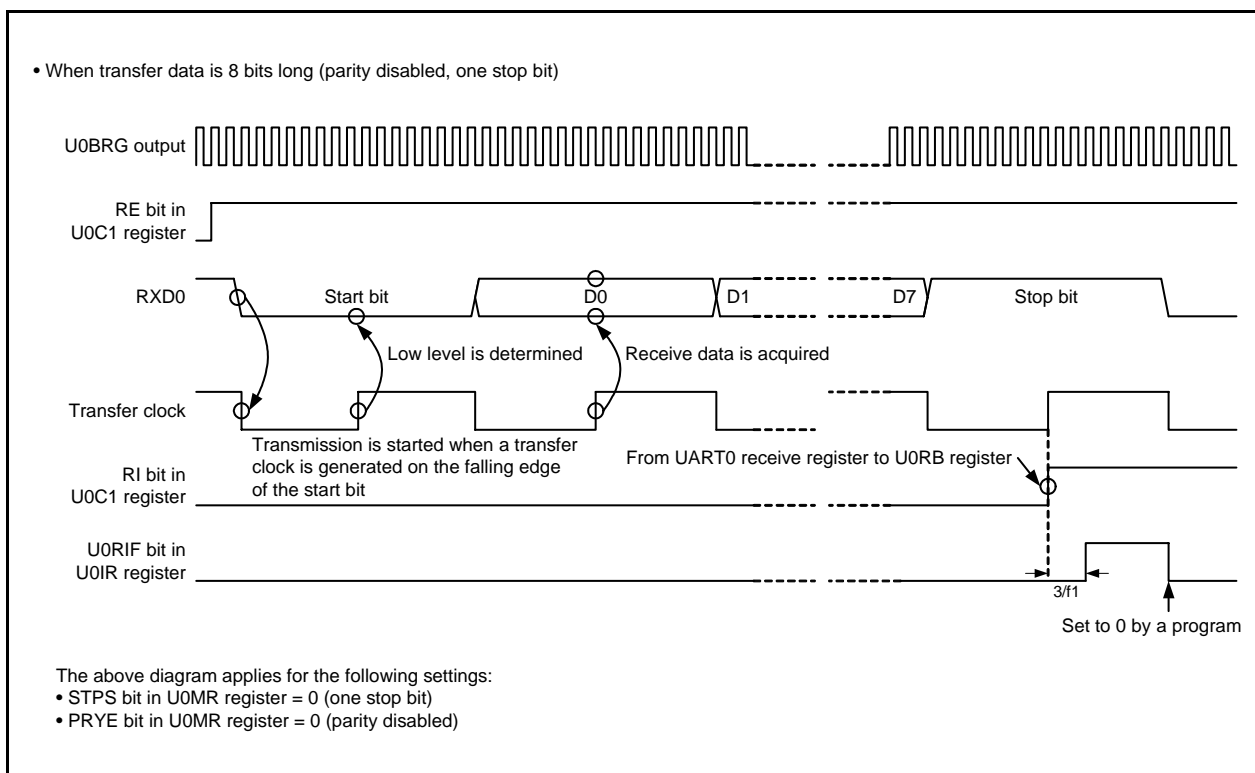 • When transfer data is 8 bits long (parity disabled, one stop bit)
U0BRG output
RE bit in
U0C1 register
RXD0
Start bit
D0
D1
D7
Stop bit
Low level is determined
Receive data is acquired
Transfer clock
Transmission is started when a transfer
clock is generated on the falling edge
of the start bit
From UART0 receive register to U0RB register
RI bit in
U0C1 register
U0RIF bit in
U0IR register
3/f1
Set to 0 by a program
The above diagram applies for the following settings:
• STPS bit in U0MR register = 0 (one stop bit)
• PRYE bit in U0MR register = 0 (parity disabled)